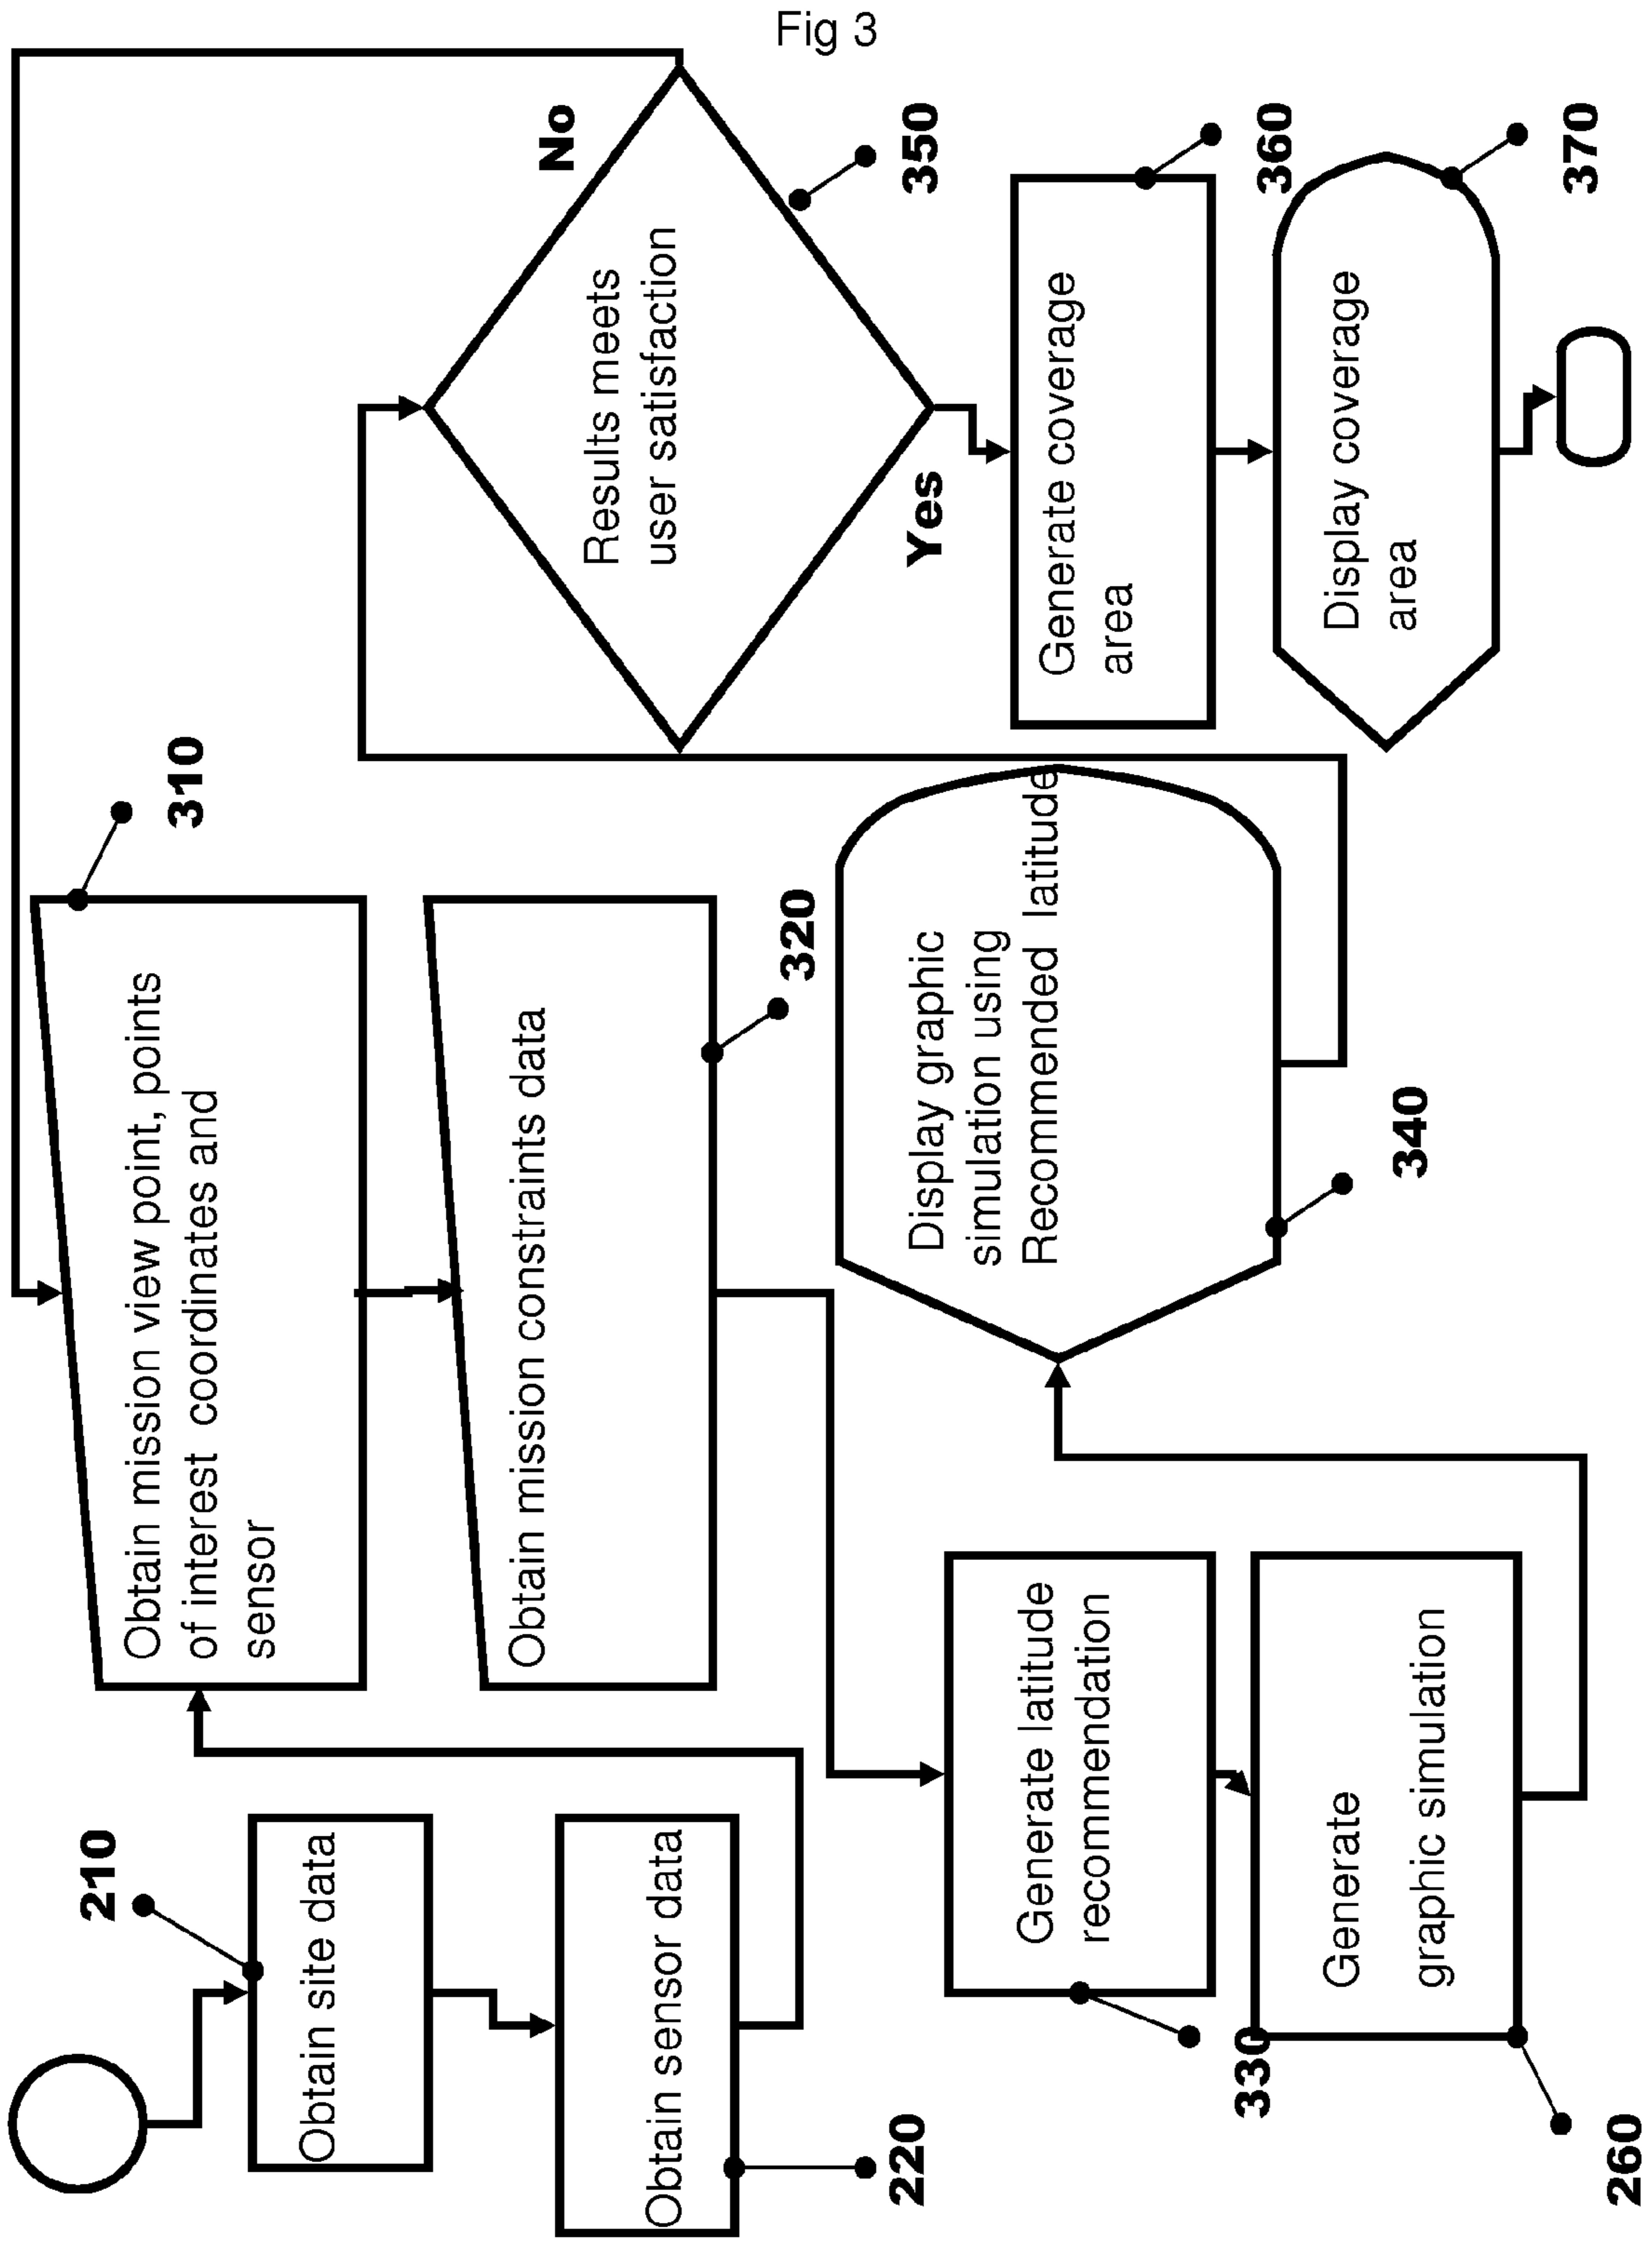 Fig 3
210
Obtain site data
Obtain sensor data
220
310
Obtain mission view point, points
of interest coordinates and
sensor
Obtain mission constraints data
320
Generate latitude
recommendation
330
Generate
graphic simulation
260
Display graphic
simulation using
Recommended latitude
340
No
Results meets
user satisfaction
350
Yes
Generate coverage
area
360
Display coverage
area
370